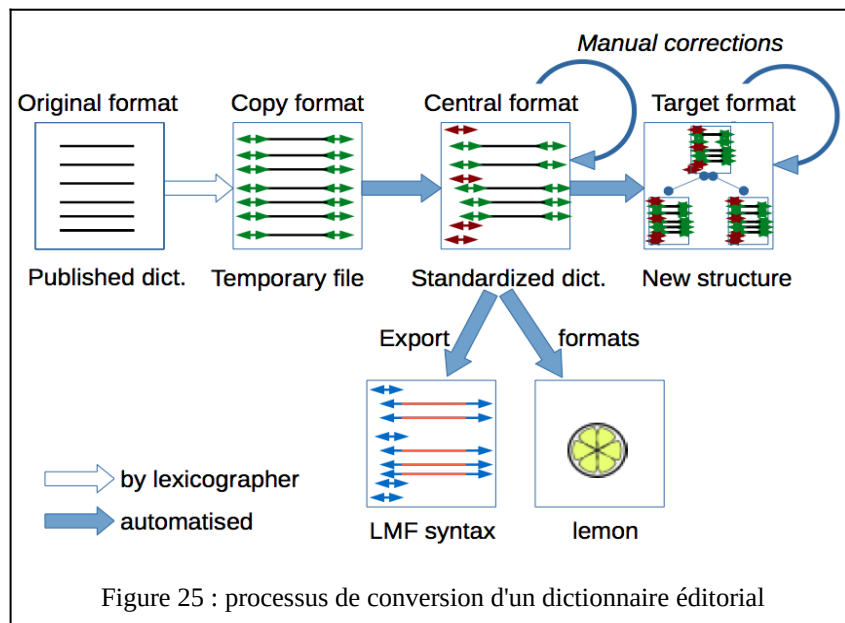 Manual corrections
Original format Copy format Central format Target format
Published dict. Temporary file Standardized dict. New structure
Export formats
by lexicographer
automatised
LMF syntax lemon
Figure 25 : processus de conversion d'un dictionnaire éditorial